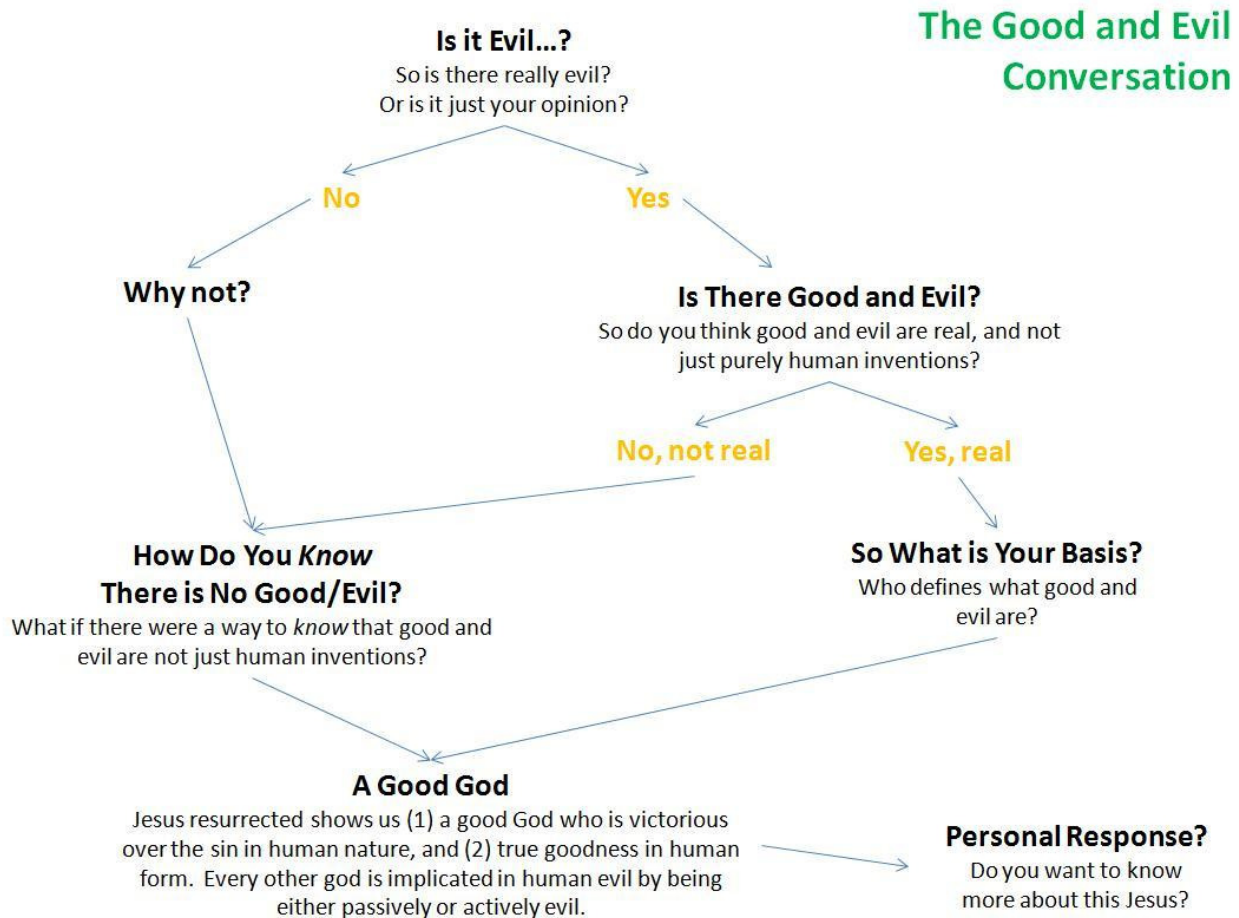 The Good and Evil
Conversation
Is it Evil...?
So is there really evil?
Or is it just your opinion?
No
Yes
Why not?
Is There Good and Evil?
So do you think good and evil are real, and not
just purely human inventions?
No, not real
Yes, real
How Do You Know
There is No Good/Evil?
What if there were a way to know that good and
evil are not just human inventions?
So What is Your Basis?
Who defines what good and
evil are?
A Good God
Jesus resurrected shows us (1) a good God who is victorious
over the sin in human nature, and (2) true goodness in human
form. Every other god is implicated in human evil by being
either passively or actively evil.
Personal Response?
Do you want to know
more about this Jesus?